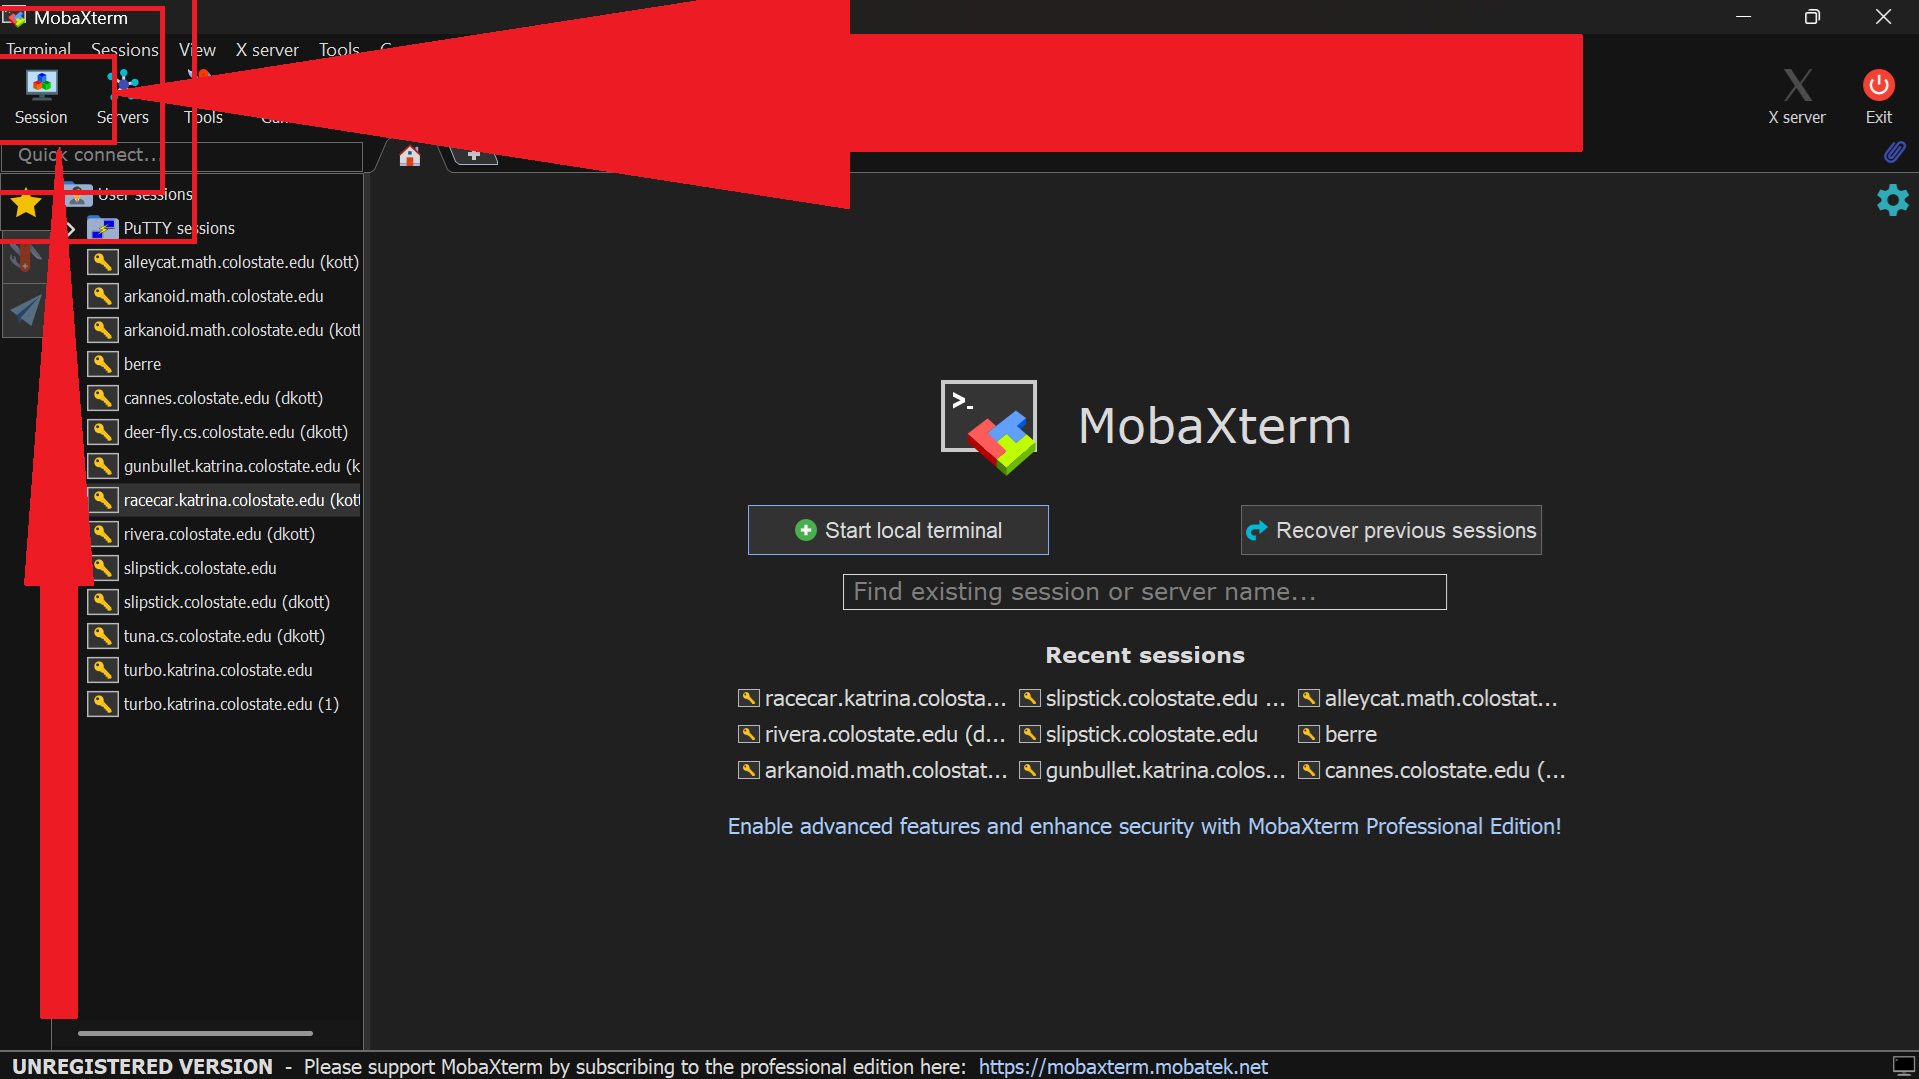 MobaXterm
Terminal Sessions View X server Tools
Session Servers Tools
X server Exit
Quick connect...
User sessions
PuTTY sessions
alleycat.math.colostate.edu (kott)
arkanoid.math.colostate.edu
arkanoid.math.colostate.edu (kott
berre
cannes.colostate.edu (dkott)
deer-fly.cs.colostate.edu (dkott)
gunbullet.katrina.colostate.edu (k
racecar.katrina.colostate.edu (kott
rivera.colostate.edu (dkott)
slipstick.colostate.edu
slipstick.colostate.edu (dkott)
tuna.cs.colostate.edu (dkott)
turbo.katrina.colostate.edu
turbo.katrina.colostate.edu (1)
>_
MobaXterm
Start local terminal Recover previous sessions
Find existing session or server name...
Recent sessions
racecar.katrina.colosta... slipstick.colostate.edu ... alleycat.math.colostat...
rivera.colostate.edu (d... slipstick.colostate.edu berre
arkanoid.math.colostat... gunbullet.katrina.colos... cannes.colostate.edu (...
Enable advanced features and enhance security with MobaXterm Professional Edition!
UNREGISTERED VERSION - Please support MobaXterm by subscribing to the professional edition here: https://mobaxterm.mobatek.net